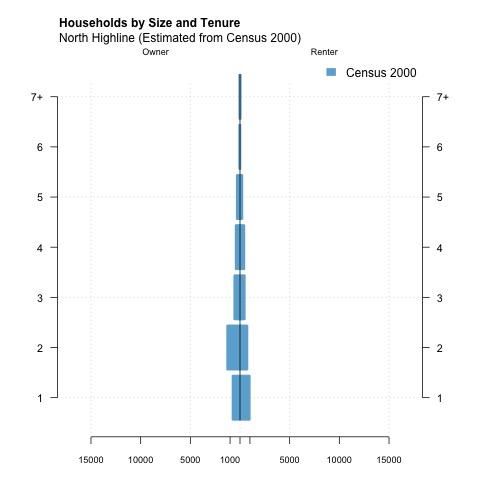 Households by Size and Tenure
North Highline (Estimated from Census 2000)
Owner Renter
Census 2000
7+ 7+
6 6
5 5
4 4
3 3
2 2
1 1
15000 10000 5000 1000 5000 10000 15000